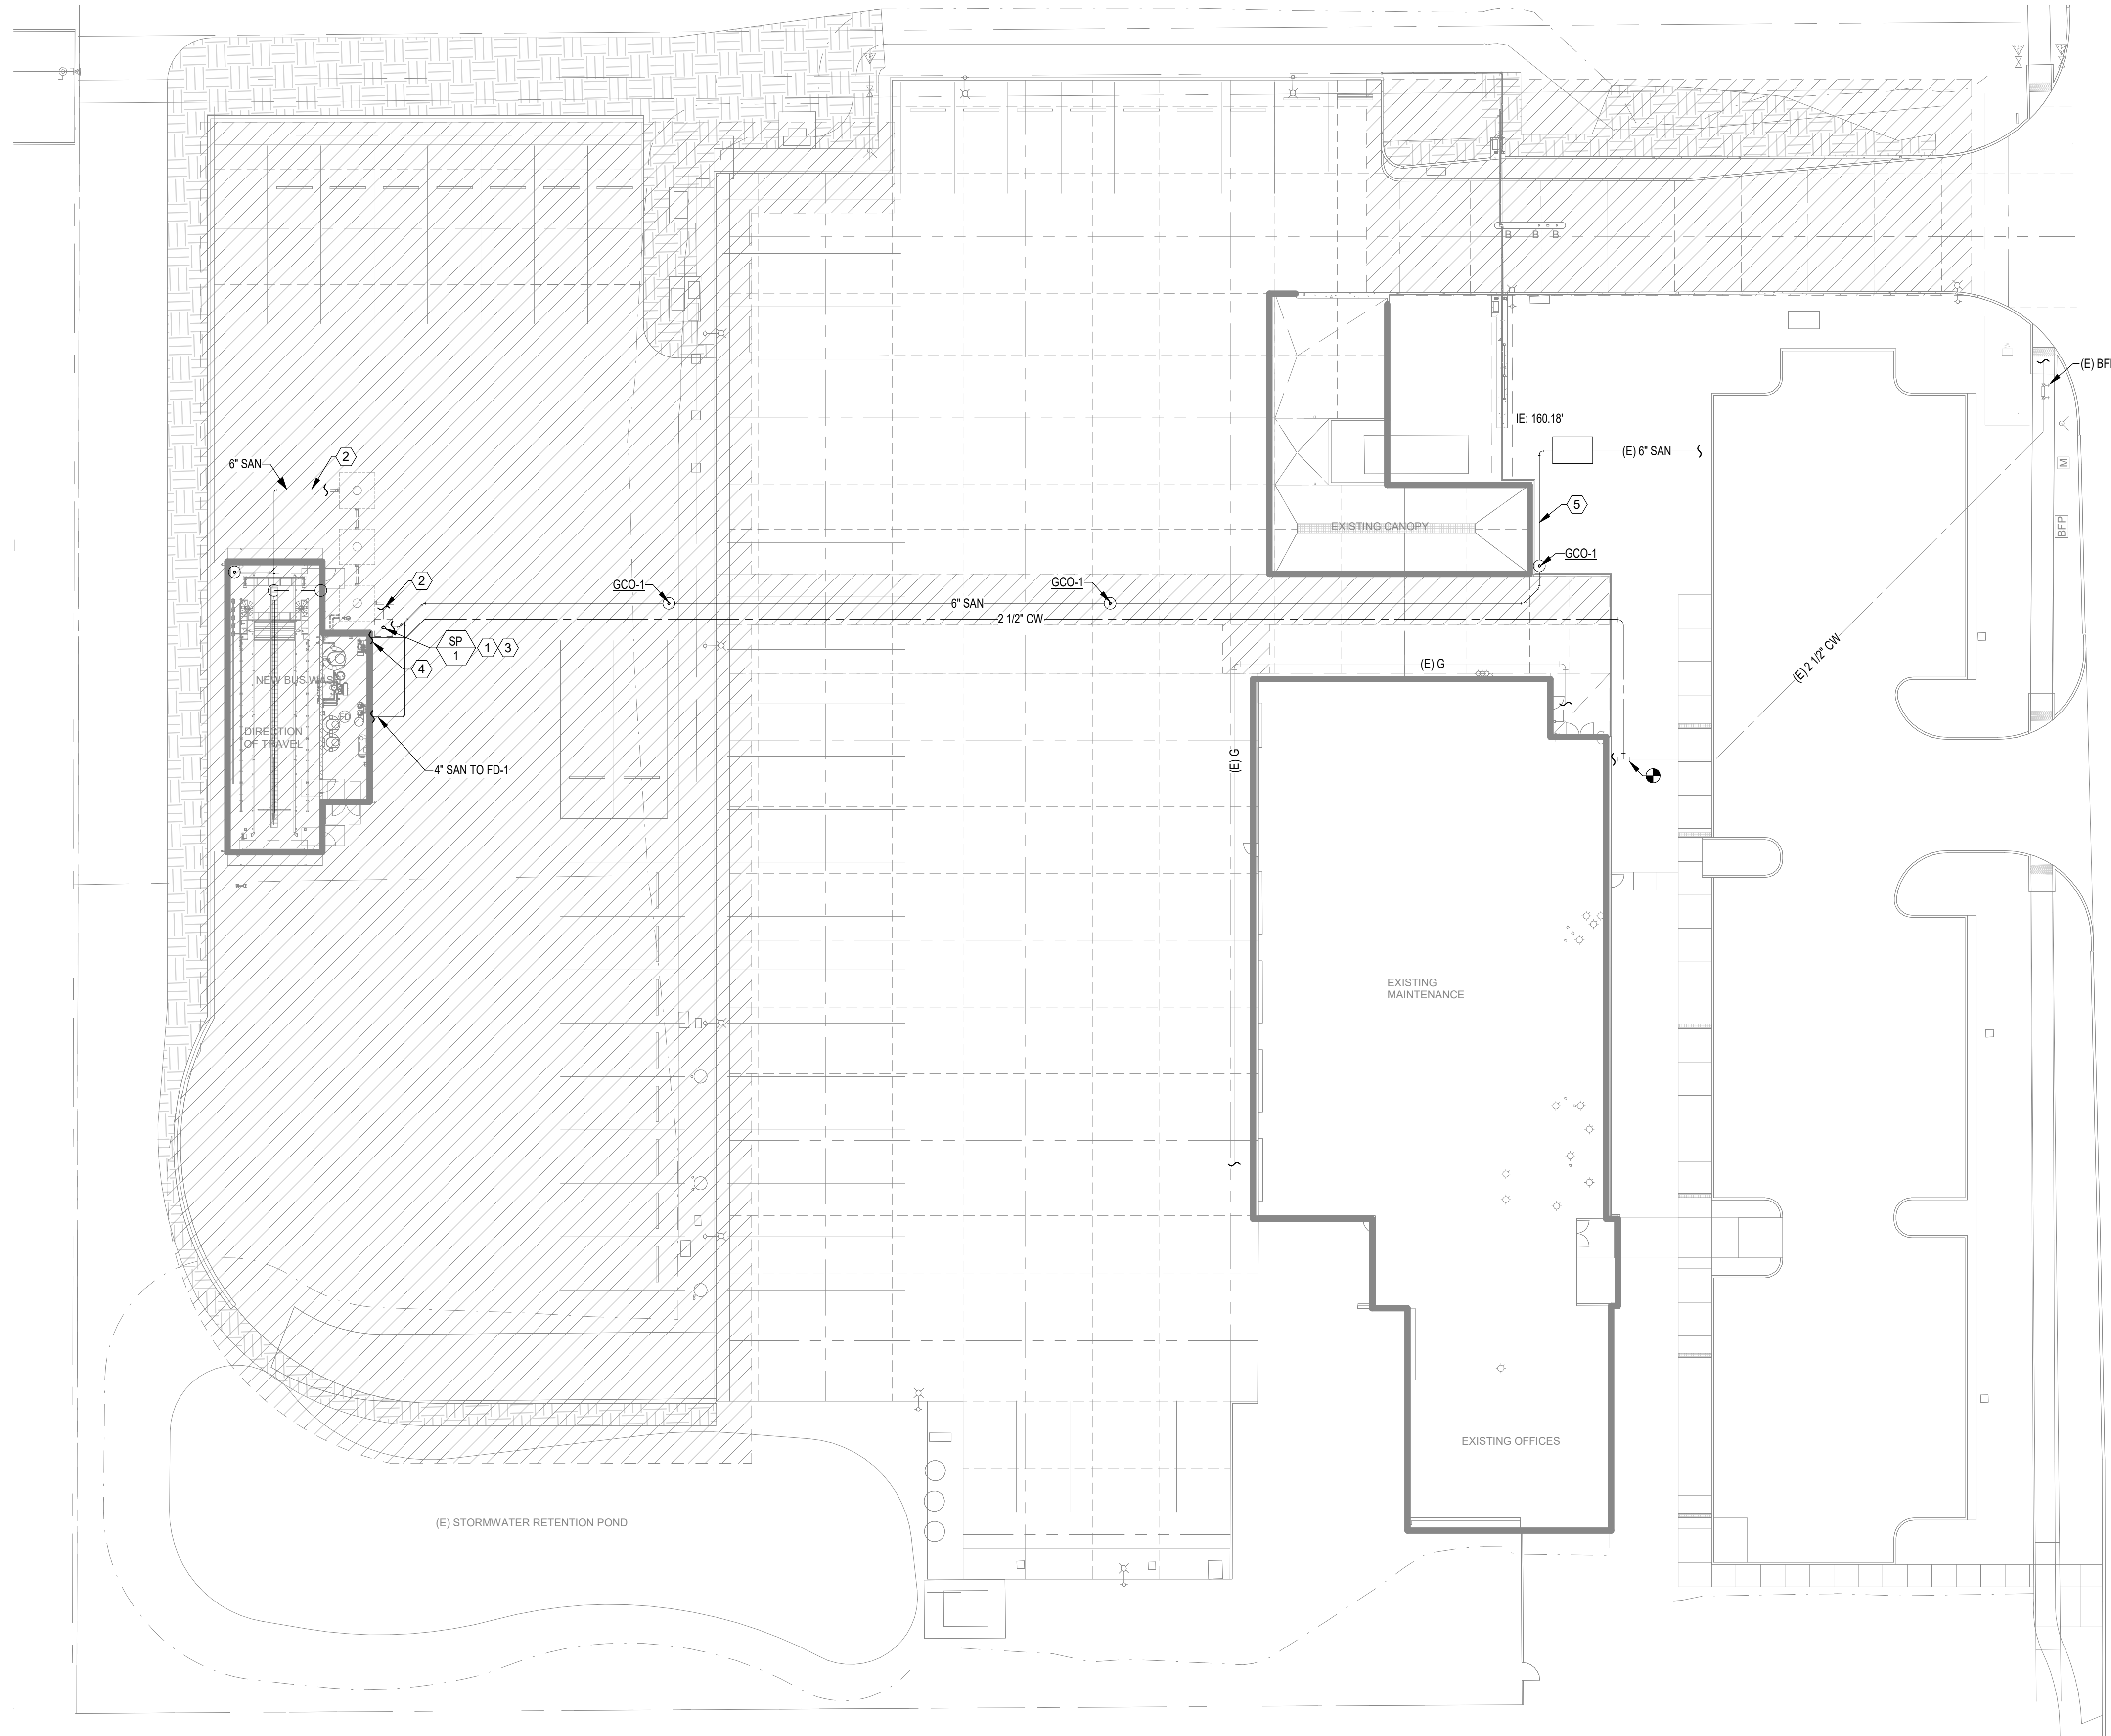 B B B
(E) BFP
IE: 160.18'
(E) 6" SAN
M
2
6" SAN
5
BFP
EXISTING CANOPY
GCO-1
2
GCO-1
GCO-1
6" SAN
2 1/2" CW
SP
1
1
3
(E) 2 1/2" CW
4
(E) G
NEW BUS WASH
FD
DIRECTION
OF TRAVEL
(E) G
4" SAN TO FD-1
EXISTING
MAINTENANCE
EXISTING OFFICES
(E) STORMWATER RETENTION POND